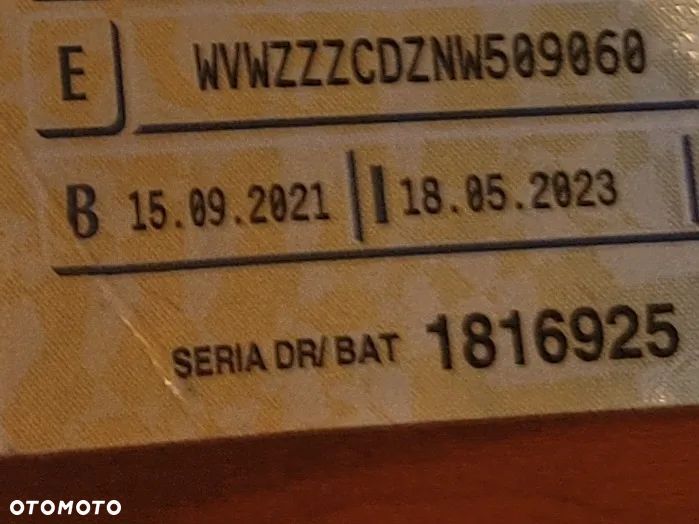 E WVWZZZCDZNW509060
B 15.09.2021 I 18.05.2023
SERIA DR/BAT 1816925
OTOMOTO